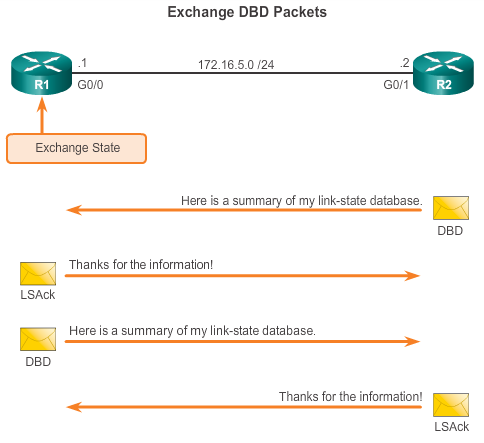 Exchange DBD Packets
.1 172.16.5.0 /24 .2
R1 G0/0 G0/1 R2
Exchange State
Here is a summary of my link-state database.
DBD
Thanks for the information!
LSAck
Here is a summary of my link-state database.
DBD
Thanks for the information!
LSAck